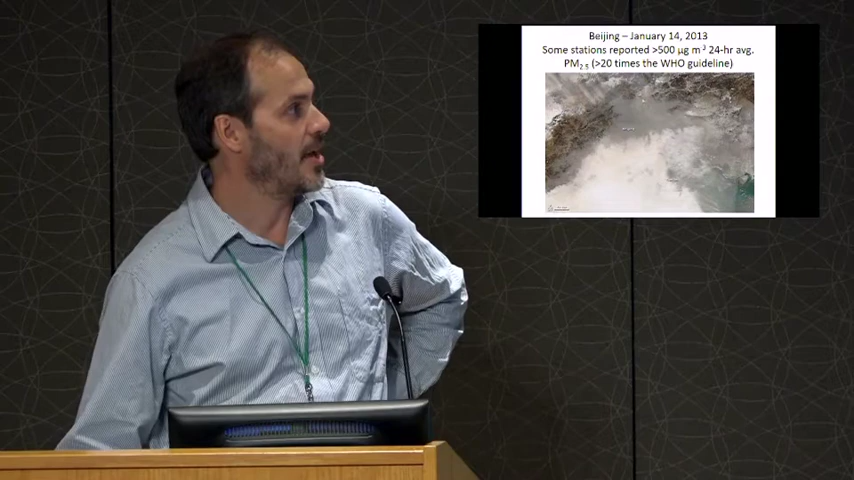 Beijing – January 14, 2013
Some stations reported >500 μg m⁻³ 24-hr avg.
PM₂.₅ (>20 times the WHO guideline)